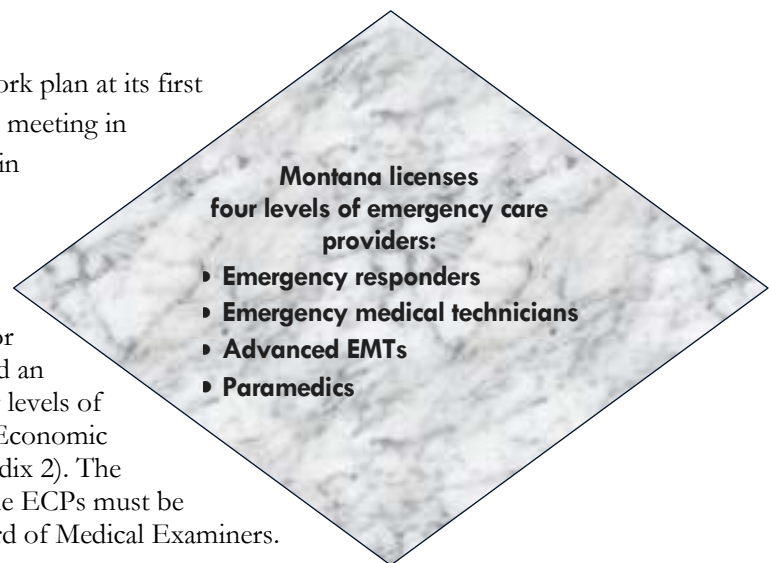 ork plan at its first
meeting in
in
Montana licenses
four levels of emergency care
providers:
◗ Emergency responders
◗ Emergency medical technicians
◗ Advanced EMTs
◗ Paramedics
or
d an
levels of
Economic
dix 2). The
e ECPs must be
rd of Medical Examiners.